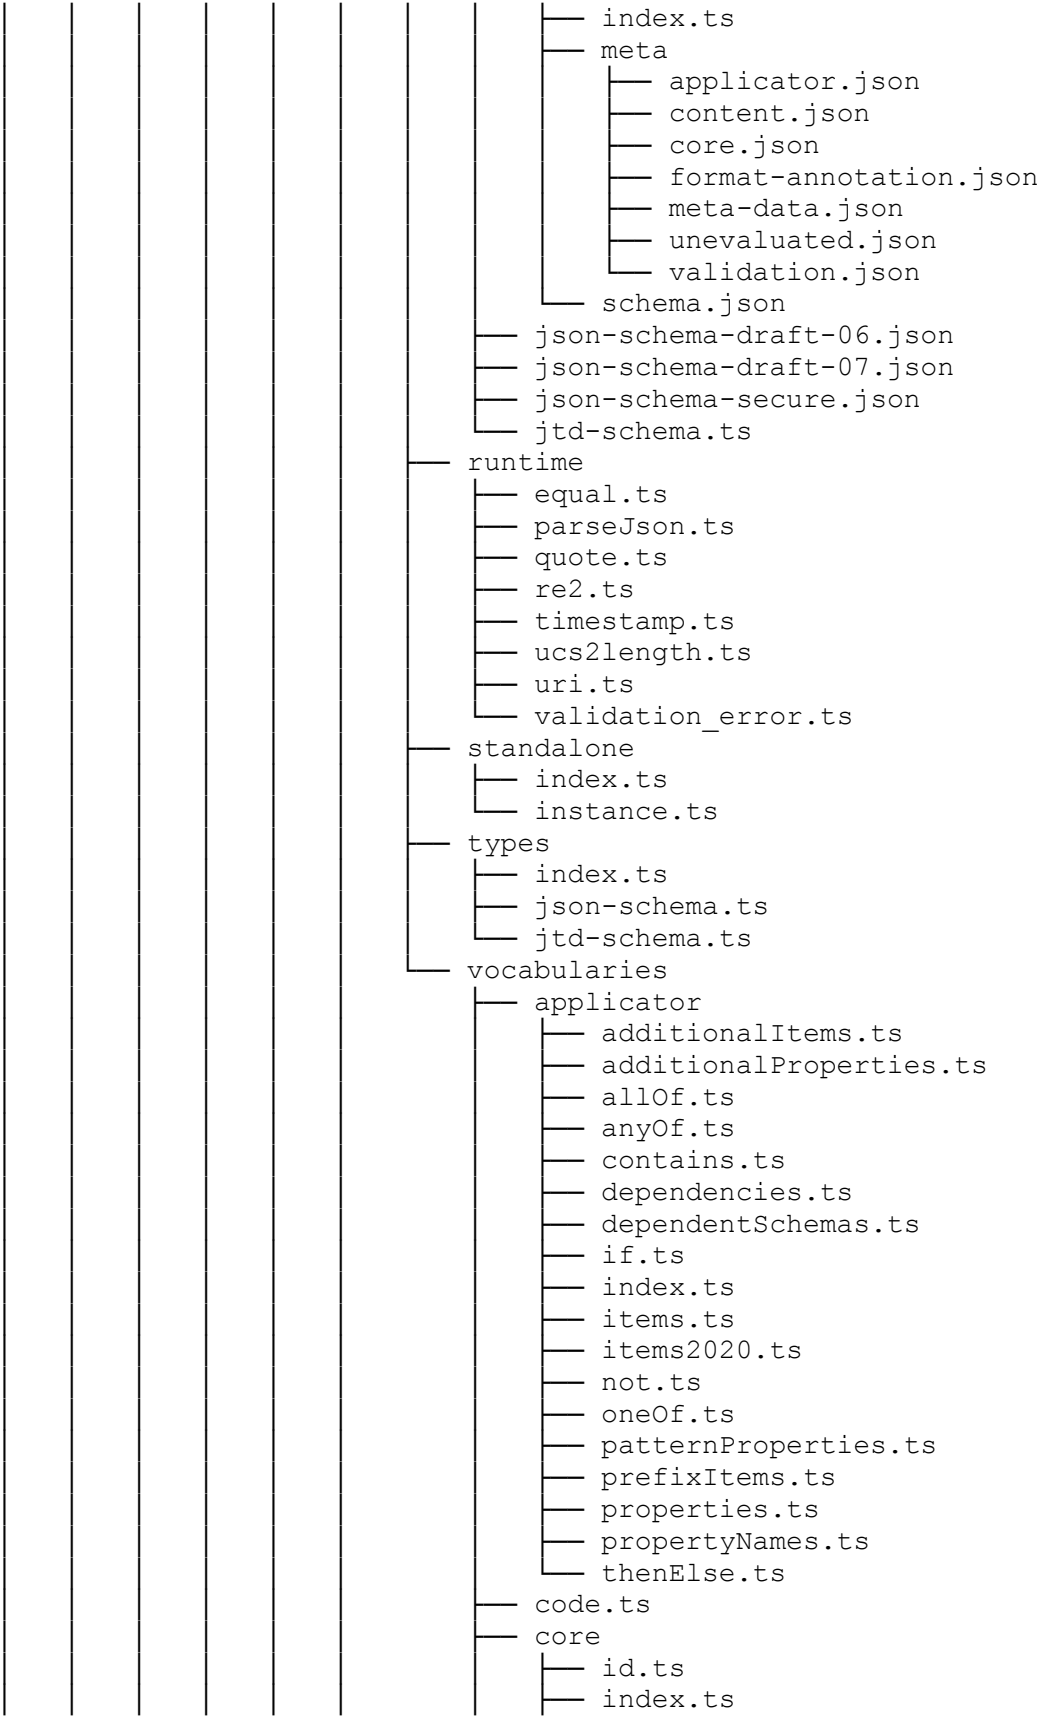 │   │   │   │   │   │   │   │   ├── index.ts
│   │   │   │   │   │   │   │   ├── meta
│   │   │   │   │   │   │   │   │   ├── applicator.json
│   │   │   │   │   │   │   │   │   ├── content.json
│   │   │   │   │   │   │   │   │   ├── core.json
│   │   │   │   │   │   │   │   │   ├── format-annotation.json
│   │   │   │   │   │   │   │   │   ├── meta-data.json
│   │   │   │   │   │   │   │   │   ├── unevaluated.json
│   │   │   │   │   │   │   │   │   └── validation.json
│   │   │   │   │   │   │   │   └── schema.json
│   │   │   │   │   │   │   ├── json-schema-draft-06.json
│   │   │   │   │   │   │   ├── json-schema-draft-07.json
│   │   │   │   │   │   │   ├── json-schema-secure.json
│   │   │   │   │   │   │   └── jtd-schema.ts
│   │   │   │   │   │   ├── runtime
│   │   │   │   │   │   │   ├── equal.ts
│   │   │   │   │   │   │   ├── parseJson.ts
│   │   │   │   │   │   │   ├── quote.ts
│   │   │   │   │   │   │   ├── re2.ts
│   │   │   │   │   │   │   ├── timestamp.ts
│   │   │   │   │   │   │   ├── ucs2length.ts
│   │   │   │   │   │   │   ├── uri.ts
│   │   │   │   │   │   │   └── validation_error.ts
│   │   │   │   │   │   ├── standalone
│   │   │   │   │   │   │   ├── index.ts
│   │   │   │   │   │   │   └── instance.ts
│   │   │   │   │   │   ├── types
│   │   │   │   │   │   │   ├── index.ts
│   │   │   │   │   │   │   ├── json-schema.ts
│   │   │   │   │   │   │   └── jtd-schema.ts
│   │   │   │   │   │   └── vocabularies
│   │   │   │   │   │       ├── applicator
│   │   │   │   │   │       │   ├── additionalItems.ts
│   │   │   │   │   │       │   ├── additionalProperties.ts
│   │   │   │   │   │       │   ├── allOf.ts
│   │   │   │   │   │       │   ├── anyOf.ts
│   │   │   │   │   │       │   ├── contains.ts
│   │   │   │   │   │       │   ├── dependencies.ts
│   │   │   │   │   │       │   ├── dependentSchemas.ts
│   │   │   │   │   │       │   ├── if.ts
│   │   │   │   │   │       │   ├── index.ts
│   │   │   │   │   │       │   ├── items.ts
│   │   │   │   │   │       │   ├── items2020.ts
│   │   │   │   │   │       │   ├── not.ts
│   │   │   │   │   │       │   ├── oneOf.ts
│   │   │   │   │   │       │   ├── patternProperties.ts
│   │   │   │   │   │       │   ├── prefixItems.ts
│   │   │   │   │   │       │   ├── properties.ts
│   │   │   │   │   │       │   ├── propertyNames.ts
│   │   │   │   │   │       │   └── thenElse.ts
│   │   │   │   │   │       ├── code.ts
│   │   │   │   │   │       ├── core
│   │   │   │   │   │       │   ├── id.ts
│   │   │   │   │   │       │   ├── index.ts